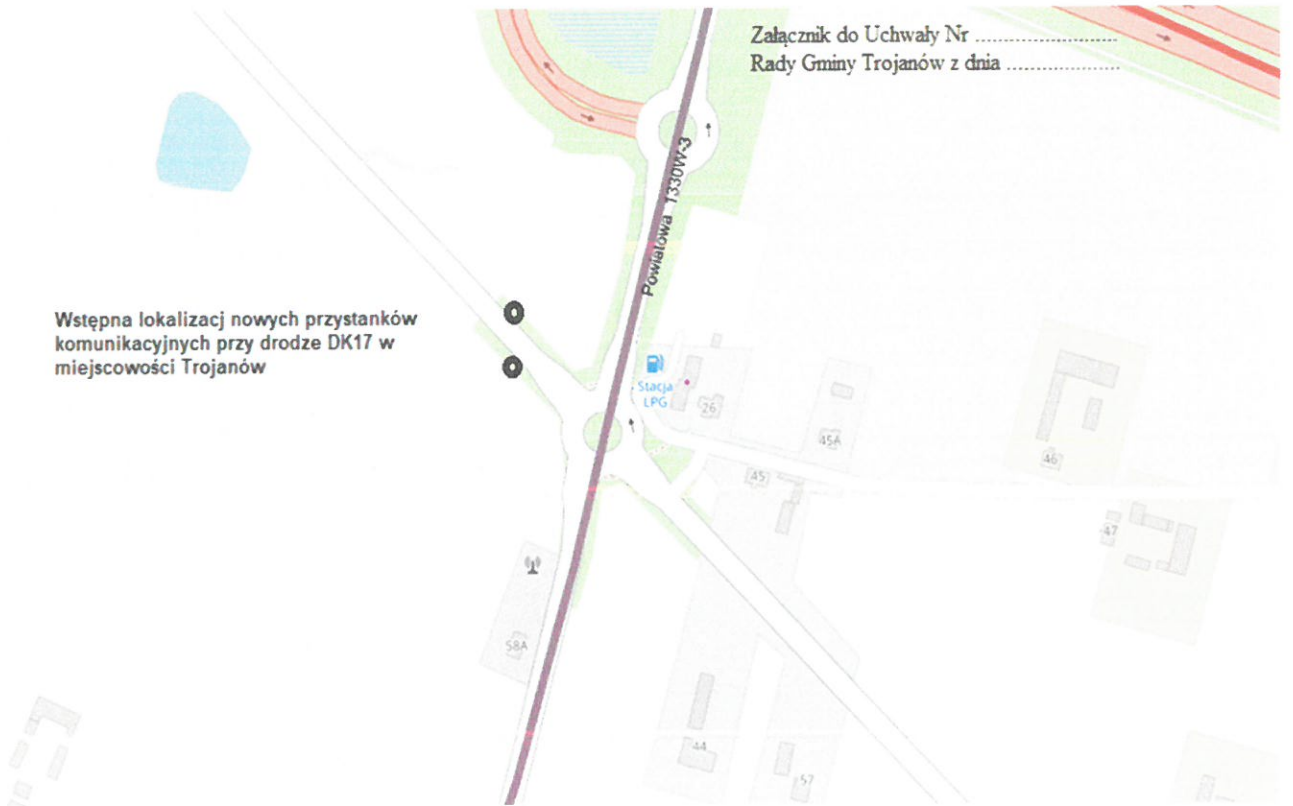 Załącznik do Uchwały Nr ........................
Rady Gminy Trojanów z dnia ...................
Powiatowa 1330W-3
Wstępna lokalizacj nowych przystanków
komunikacyjnych przy drodze DK17 w
miejscowości Trojanów
Stacja
LPG
26
45A
46
45
47
58A
44
57